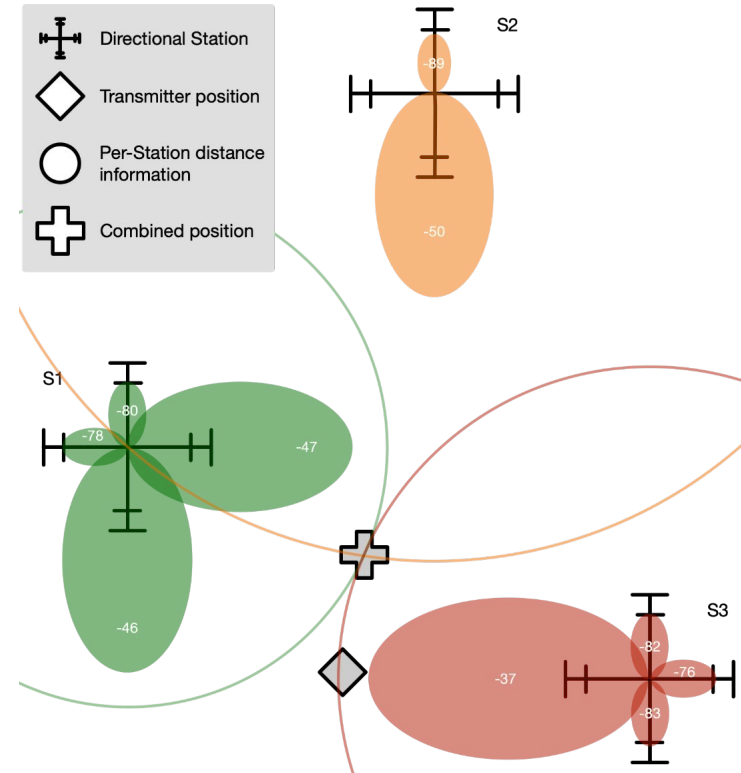 Directional Station
Transmitter position
Per-Station distance
information
Combined position
S2
-89
-50
S1
-80
-78
-47
-46
S3
-82
-76
-37
-83